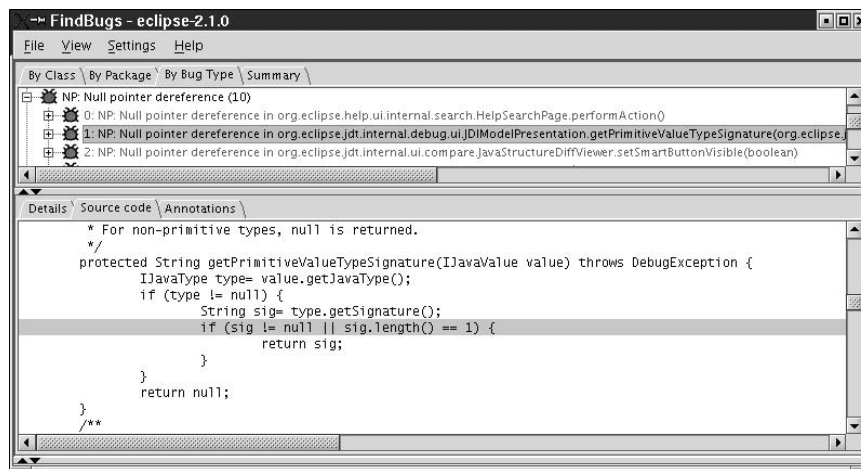 FindBugs - eclipse-2.1.0
File View Settings Help
By Class By Package By Bug Type Summary
NP: Null pointer dereference (10)
0: NP: Null pointer dereference in org.eclipse.help.ui.internal.search.HelpSearchPage.performAction()
1: NP: Null pointer dereference in org.eclipse.jdt.internal.debug.ui.JDIModelPresentation.getPrimitiveValueTypeSignature(org.eclipse.j
2: NP: Null pointer dereference in org.eclipse.jdt.internal.ui.compare.JavaStructureDiffViewer.setSmartButtonVisible(boolean)
Details Source code Annotations
* For non-primitive types, null is returned.
*/
protected String getPrimitiveValueTypeSignature(IJavaValue value) throws DebugException {
IJavaType type= value.getJavaType();
if (type != null) {
String sig= type.getSignature();
if (sig != null || sig.length() == 1) {
return sig;
}
}
return null;
}
/**